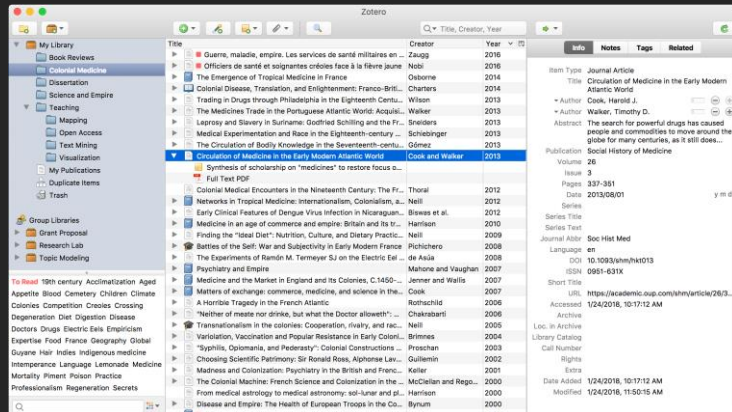 Zotero
Title, Creator, Year
My Library
Book Reviews
Colonial Medicine
Dissertation
Science and Empire
Teaching
Mapping
Open Access
Text Mining
Visualization
My Publications
Duplicate Items
Trash
Group Libraries
Grant Proposal
Research Lab
Topic Modeling
To Read 19th century Acclimatization Aged
Appetite Blood Cemetery Children Climate
Colonies Competition Creoles Crossing
Degeneration Diet Digestion Disease
Doctors Drugs Electric Eels Empiricism
Expertise Food France Geography Global
Guyane Hair Indies Indigenous medicine
Intemperance Language Lemonade Medicine
Mortality Piment Poison Practice
Professionalism Regeneration Secrets
Title Creator Year
Guerre, maladie, empire. Les services de santé militaires en ... Zaugg 2016
Officiers de santé et soignantes créoles face à la fièvre jaune Nobi 2016
The Emergence of Tropical Medicine in France Osborne 2014
Colonial Disease, Translation, and Enlightenment: Franco-Briti... Charters 2014
Trading in Drugs through Philadelphia in the Eighteenth Centu... Wilson 2013
The Medicines Trade in the Portuguese Atlantic World: Acquisi... Walker 2013
Leprosy and Slavery in Suriname: Godfried Schilling and the Fr... Snelders 2013
Medical Experimentation and Race in the Eighteenth-century ... Schiebinger 2013
The Circulation of Bodily Knowledge in the Seventeenth-centu... Gómez 2013
Circulation of Medicine in the Early Modern Atlantic World Cook and Walker 2013
Synthesis of scholarship on "medicines" to restore focus o...
Full Text PDF
Colonial Medical Encounters in the Nineteenth Century: The Fr... Thoral 2012
Networks in Tropical Medicine: Internationalism, Colonialism, a... Neill 2012
Early Clinical Features of Dengue Virus Infection in Nicaraguan... Biswas et al. 2012
Medicine in an age of commerce and empire: Britain and its tr... Harrison 2010
Finding the "Ideal Diet": Nutrition, Culture, and Dietary Practic... Neill 2009
Battles of the Self: War and Subjectivity in Early Modern France Pichichero 2008
The Experiments of Ramón M. Termeyer SJ on the Electric Eel ... de Asúa 2008
Psychiatry and Empire Mahone and Vaughan 2007
Medicine and the Market in England and Its Colonies, C.1450-... Jenner and Wallis 2007
Matters of exchange: commerce, medicine, and science in the... Cook 2007
A Horrible Tragedy in the French Atlantic Rothschild 2006
"Neither of meate nor drinke, but what the Doctor alloweth": ... Chakrabarti 2006
Transnationalism in the colonies: Cooperation, rivalry, and rac... Neill 2005
Variolation, Vaccination and Popular Resistance in Early Coloni... Brimnes 2004
"Syphilis, Opiomania, and Pederasty": Colonial Constructions ... Proschan 2003
Choosing Scientific Patrimony: Sir Ronald Ross, Alphonse Lav... Guillemin 2002
Madness and Colonization: Psychiatry in the British and Frenc... Keller 2001
The Colonial Machine: French Science and Colonization in the ... McClellan and Rego... 2000
From medical astrology to medical astronomy: sol-lunar and pl... Harrison 2000
Disease and Empire: The Health of European Troops in the Co... Bynum 2000
Info Notes Tags Related
Item Type Journal Article
Title Circulation of Medicine in the Early Modern
Atlantic World
Author Cook, Harold J.
Author Walker, Timothy D.
Abstract The search for powerful drugs has caused
people and commodities to move around the
globe for many centuries, as it still does...
Publication Social History of Medicine
Volume 26
Issue 3
Pages 337-351
Date 2013/08/01 y m d
Series
Series Title
Series Text
Journal Abbr Soc Hist Med
Language en
DOI 10.1093/shm/hkt013
ISSN 0951-631X
Short Title
URL https://academic.oup.com/shm/article/26/3...
Accessed 1/24/2018, 10:17:12 AM
Archive
Loc. in Archive
Library Catalog
Call Number
Rights
Extra
Date Added 1/24/2018, 10:17:12 AM
Modified 1/24/2018, 11:50:15 AM